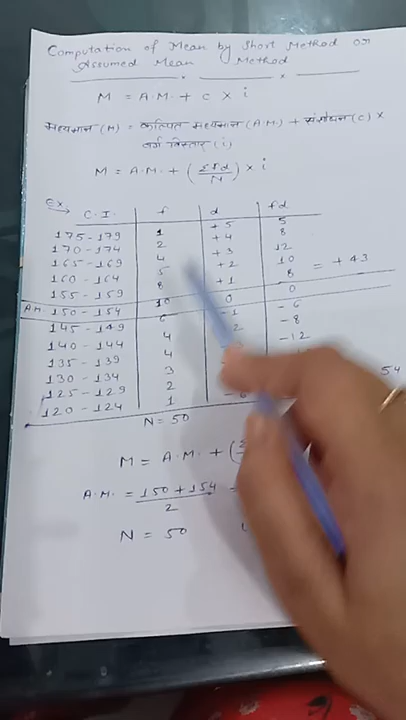 Computation of Mean by Short Method or
Assumed Mean Method
M = A.M. + C × i
मध्यमान (M) = कल्पित मध्यमान (A.M.) + संशोधन (C) ×
वर्ग विस्तार (i)
M = A.M. + (Σfd/N) × i
Ex. C.I. f d fd
175-179 1 +5 5
170-174 2 +4 8
165-169 4 +3 12
160-164 5 +2 10
155-159 8 +1 8 = +43
A.M. 150-154 10 0 0
145-149 6 -1 -6
140-144 4 2 -8
135-139 4 -12
130-134 3
125-129 2 54
120-124 1 -6
N = 50
M = A.M. + (
A.M. = 150+154/2
N = 50